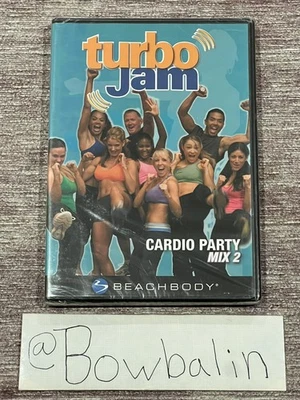 turbo
jam
CARDIO PARTY
MIX 2
BEACHBODY®
@Bowbalin